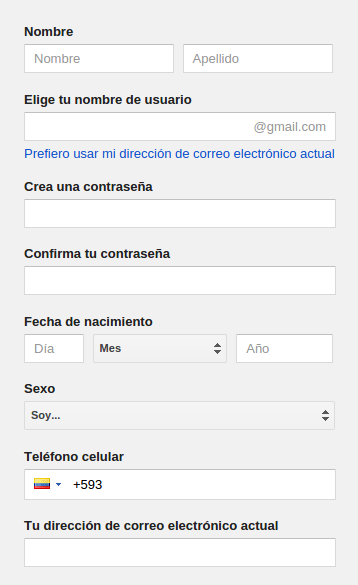 Nombre
Nombre Apellido
Elige tu nombre de usuario
@gmail.com
Prefiero usar mi dirección de correo electrónico actual
Crea una contraseña
Confirma tu contraseña
Fecha de nacimiento
Día Mes Año
Sexo
Soy...
Teléfono celular
+593
Tu dirección de correo electrónico actual